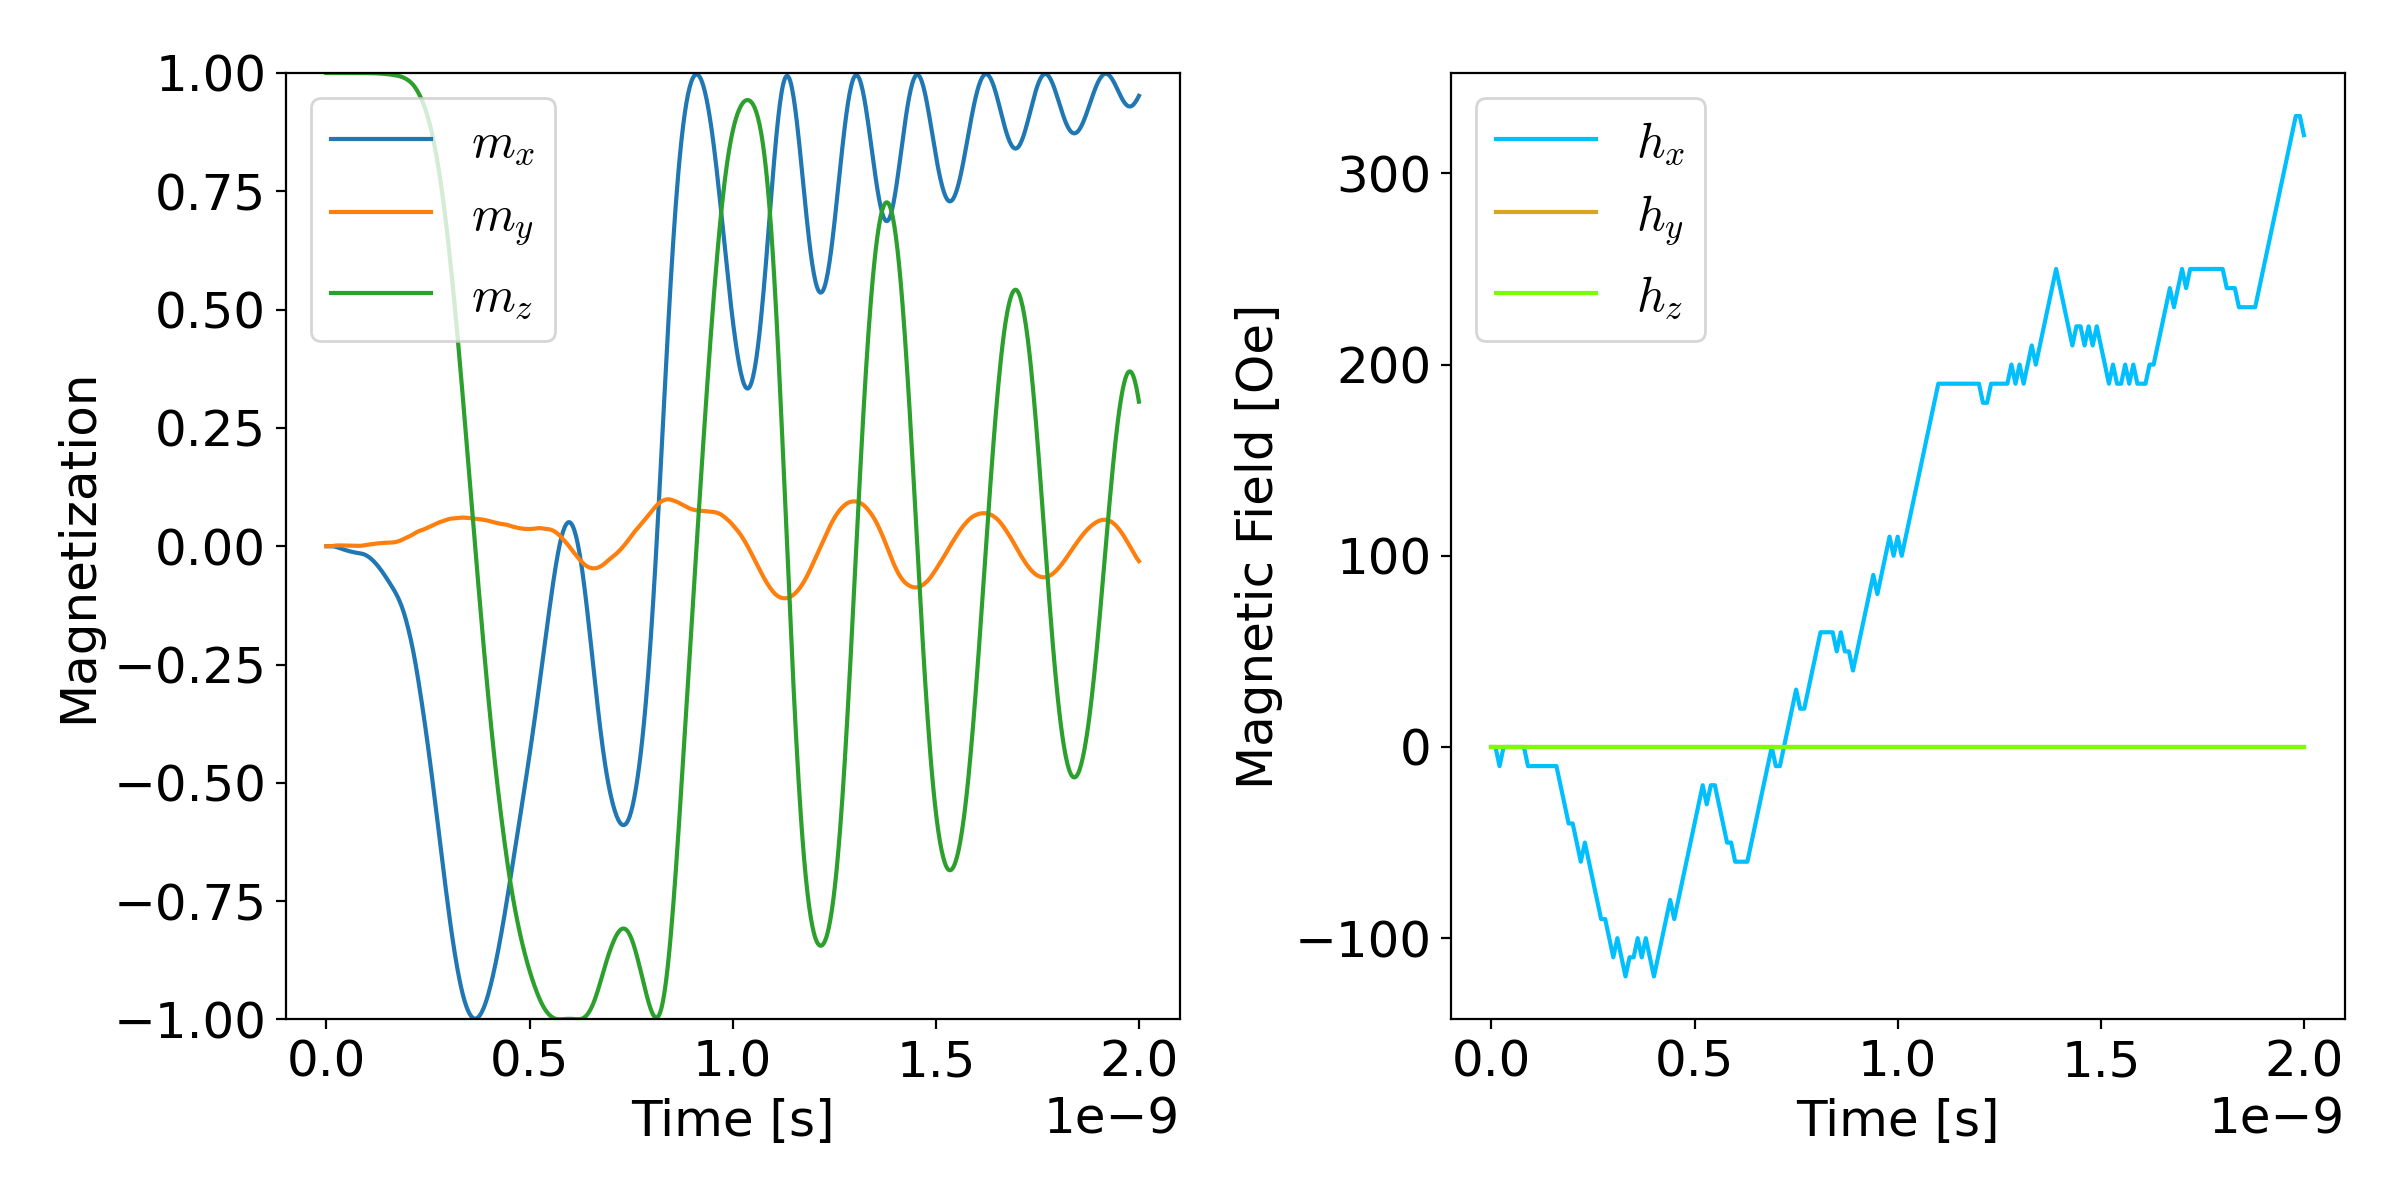 1.00
0.75
0.50
0.25
0.00
−0.25
−0.50
−0.75
−1.00
Magnetization
m_x
m_y
m_z
0.0 0.5 1.0 1.5 2.0
Time [s] 1e−9
300
200
100
0
−100
Magnetic Field [Oe]
h_x
h_y
h_z
0.0 0.5 1.0 1.5 2.0
Time [s] 1e−9